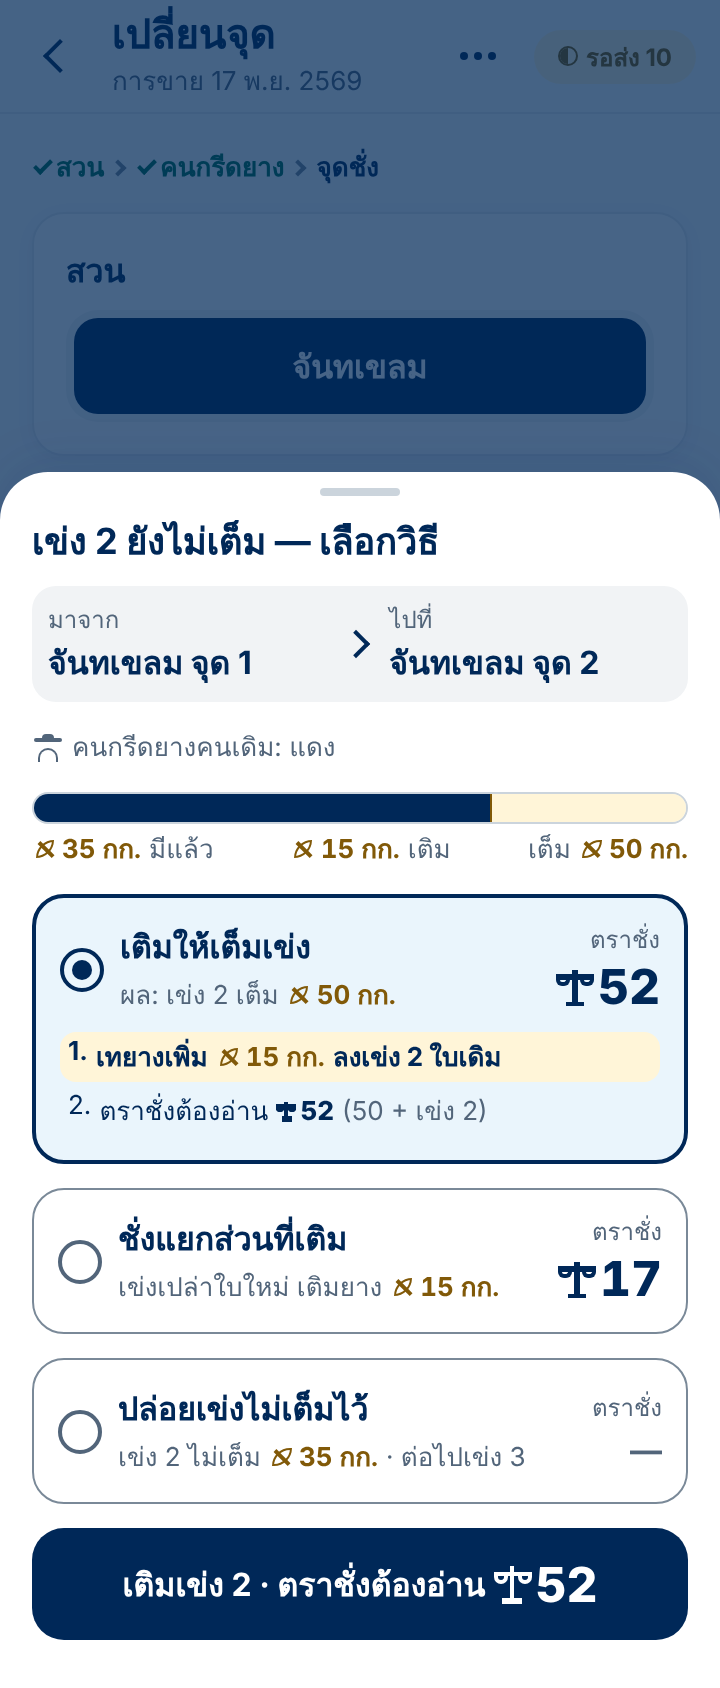 เปลี่ยนจุด
การขาย 17 พ.ย. 2569
รอส่ง 10
สวน
คนกรีดยาง
จุดชั่ง
สวน
จันทเขลม
เข่ง 2 ยังไม่เต็ม — เลือกวิธี
มาจาก
จันทเขลม จุด 1
ไปที่
จันทเขลม จุด 2
คนกรีดยางคนเดิม: แดง
35 กก. มีแล้ว
15 กก. เติม
เต็ม 50 กก.
เติมให้เต็มเข่ง
ผล: เข่ง 2 เต็ม 50 กก.
ตราชั่ง
52
1. เทยางเพิ่ม 15 กก. ลงเข่ง 2 ใบเดิม
2. ตราชั่งต้องอ่าน 52 (50 + เข่ง 2)
ชั่งแยกส่วนที่เติม
เข่งเปล่าใบใหม่ เติมยาง 15 กก.
ตราชั่ง
17
ปล่อยเข่งไม่เต็มไว้
เข่ง 2 ไม่เต็ม 35 กก. · ต่อไปเข่ง 3
ตราชั่ง
—
เติมเข่ง 2 · ตราชั่งต้องอ่าน 52